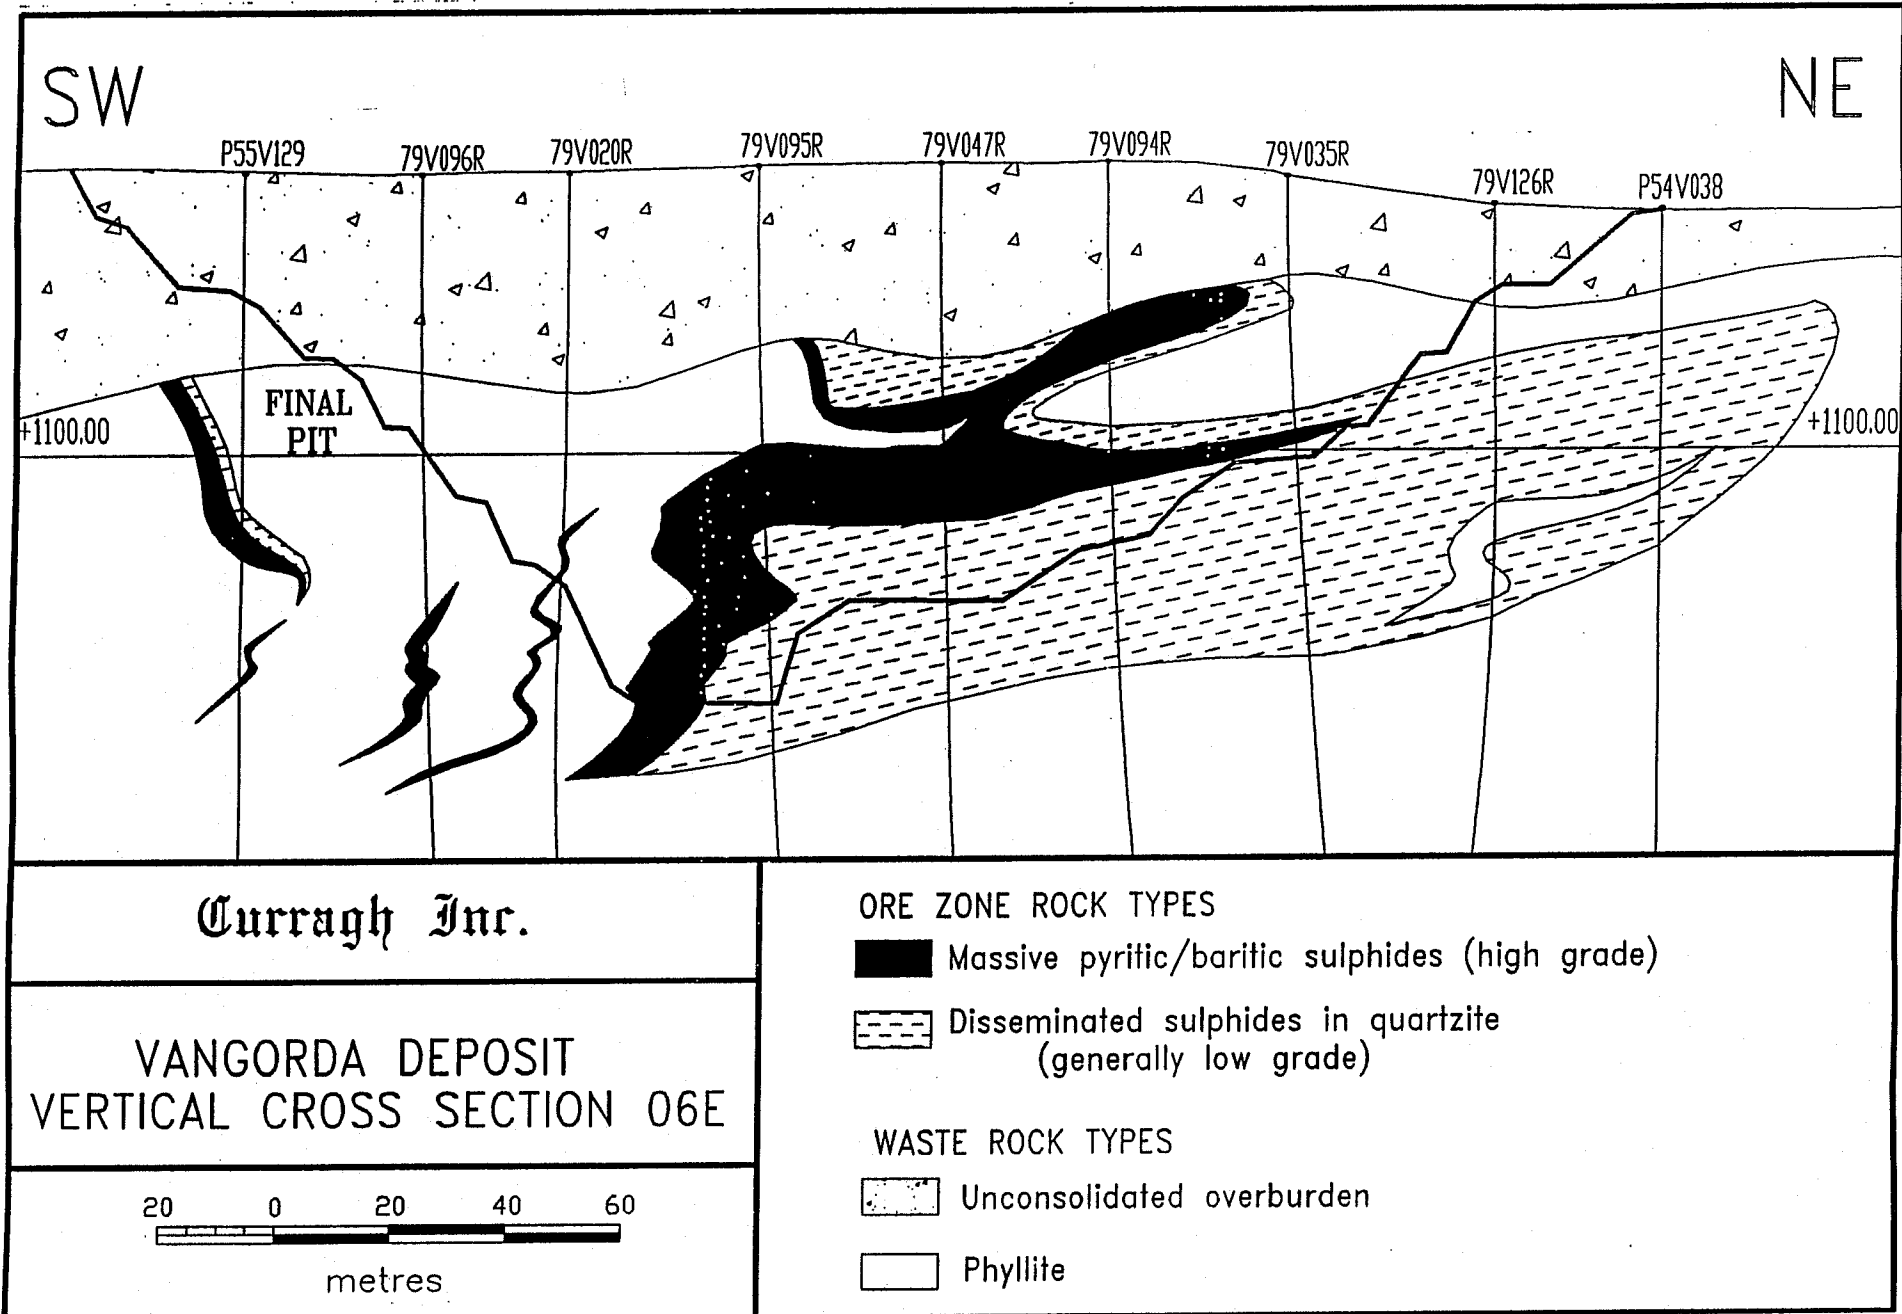 SW
NE
P55V129
79V096R
79V020R
79V095R
79V047R
79V094R
79V035R
79V126R
P54V038
FINAL
PIT
+1100.00
+1100.00
Curragh Inc.
VANGORDA DEPOSIT
VERTICAL CROSS SECTION 06E
20 0 20 40 60
metres
ORE ZONE ROCK TYPES
Massive pyritic/baritic sulphides (high grade)
Disseminated sulphides in quartzite
(generally low grade)
WASTE ROCK TYPES
Unconsolidated overburden
Phyllite